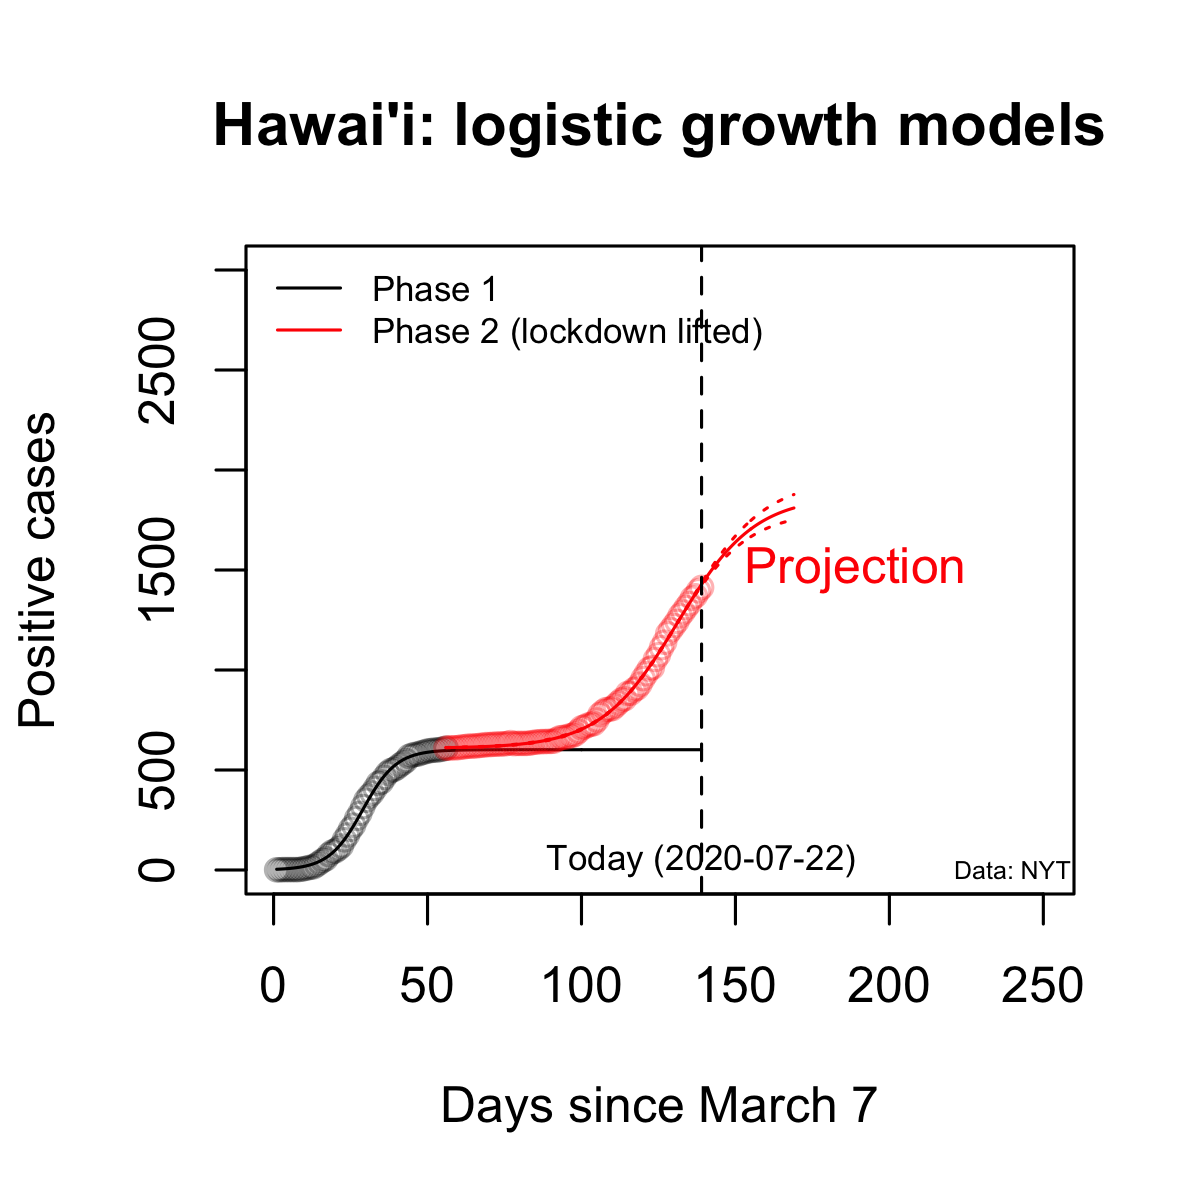 Hawai'i: logistic growth models
Phase 1
Phase 2 (lockdown lifted)
Projection
Today (2020-07-22)
Data: NYT
Positive cases
0
500
1500
2500
0
50
100
150
200
250
Days since March 7